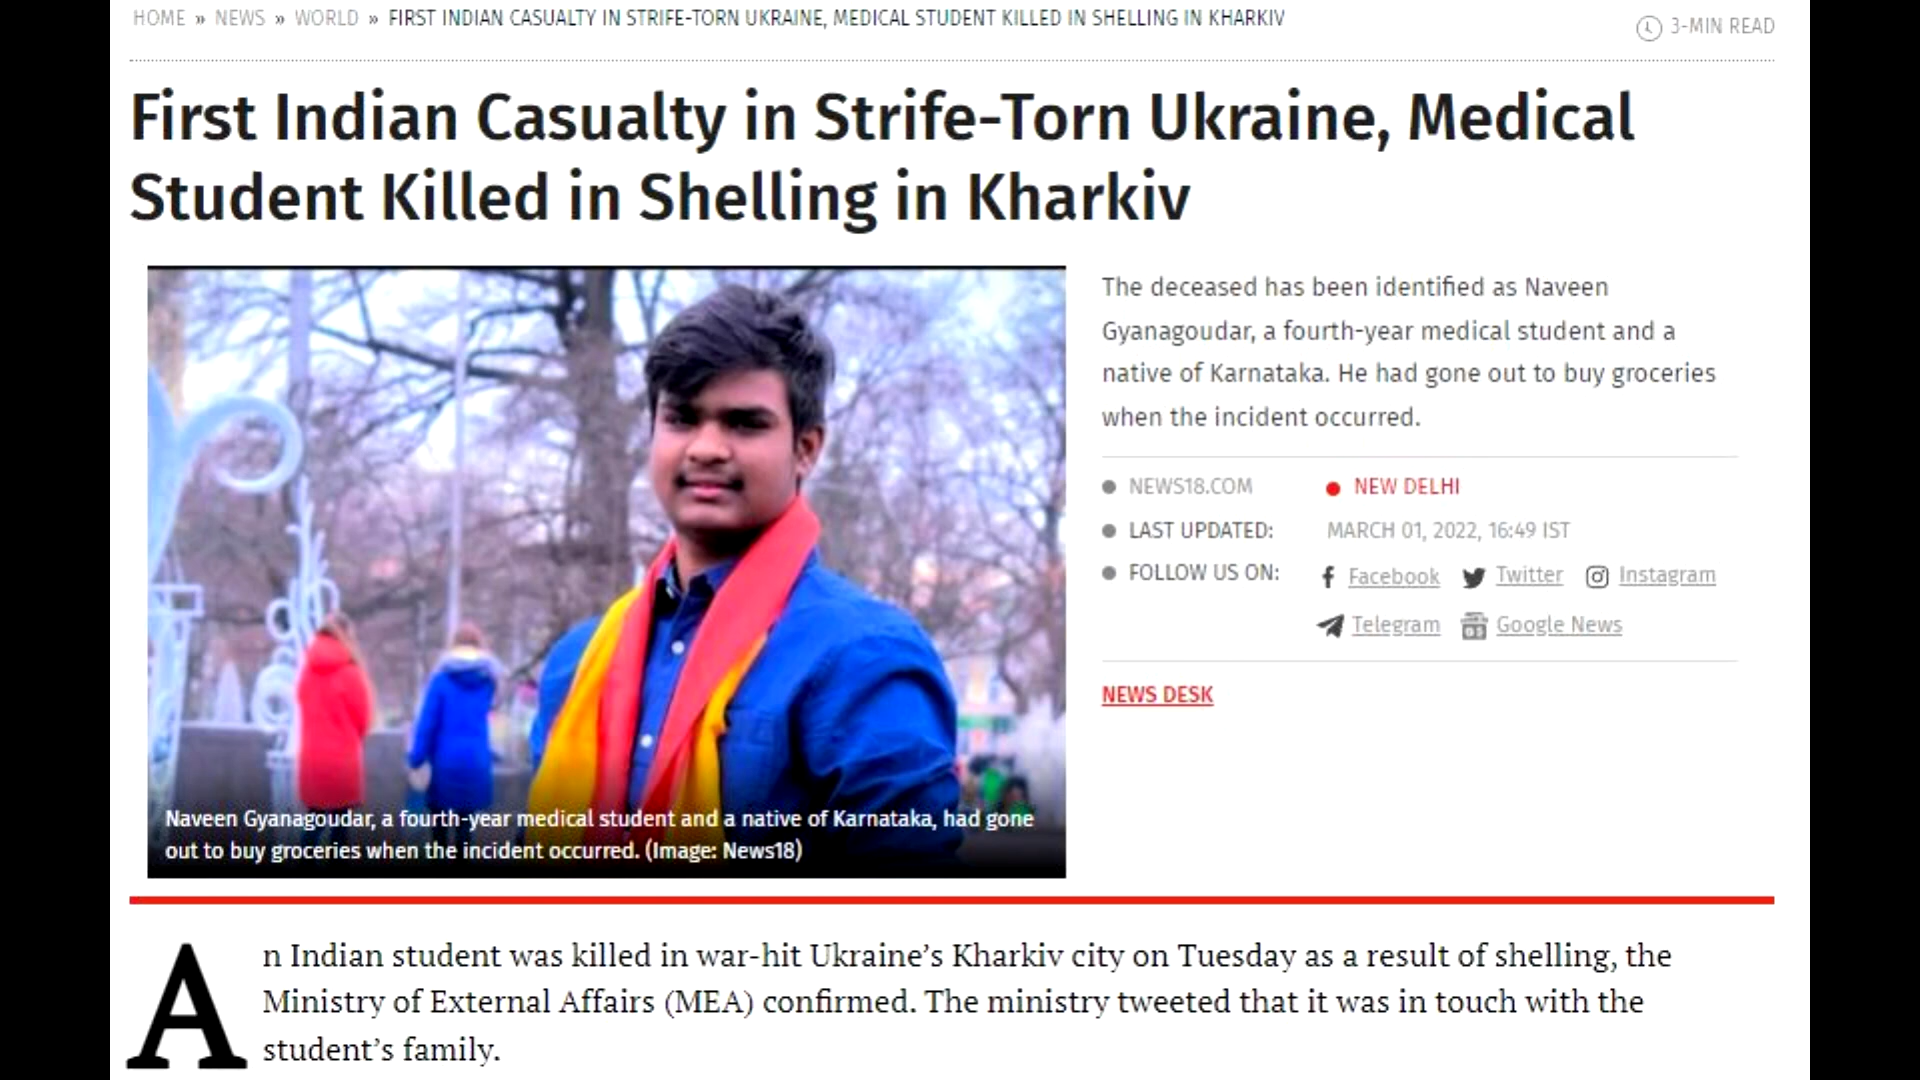 HOME » NEWS » WORLD » FIRST INDIAN CASUALTY IN STRIFE-TORN UKRAINE, MEDICAL STUDENT KILLED IN SHELLING IN KHARKIV
3-MIN READ
First Indian Casualty in Strife-Torn Ukraine, Medical
Student Killed in Shelling in Kharkiv
Naveen Gyanagoudar, a fourth-year medical student and a native of Karnataka, had gone
out to buy groceries when the incident occurred. (Image: News18)
The deceased has been identified as Naveen
Gyanagoudar, a fourth-year medical student and a
native of Karnataka. He had gone out to buy groceries
when the incident occurred.
NEWS18.COM NEW DELHI
LAST UPDATED: MARCH 01, 2022, 16:49 IST
FOLLOW US ON: Facebook Twitter Instagram
Telegram Google News
NEWS DESK
An Indian student was killed in war-hit Ukraine’s Kharkiv city on Tuesday as a result of shelling, the
Ministry of External Affairs (MEA) confirmed. The ministry tweeted that it was in touch with the
student’s family.